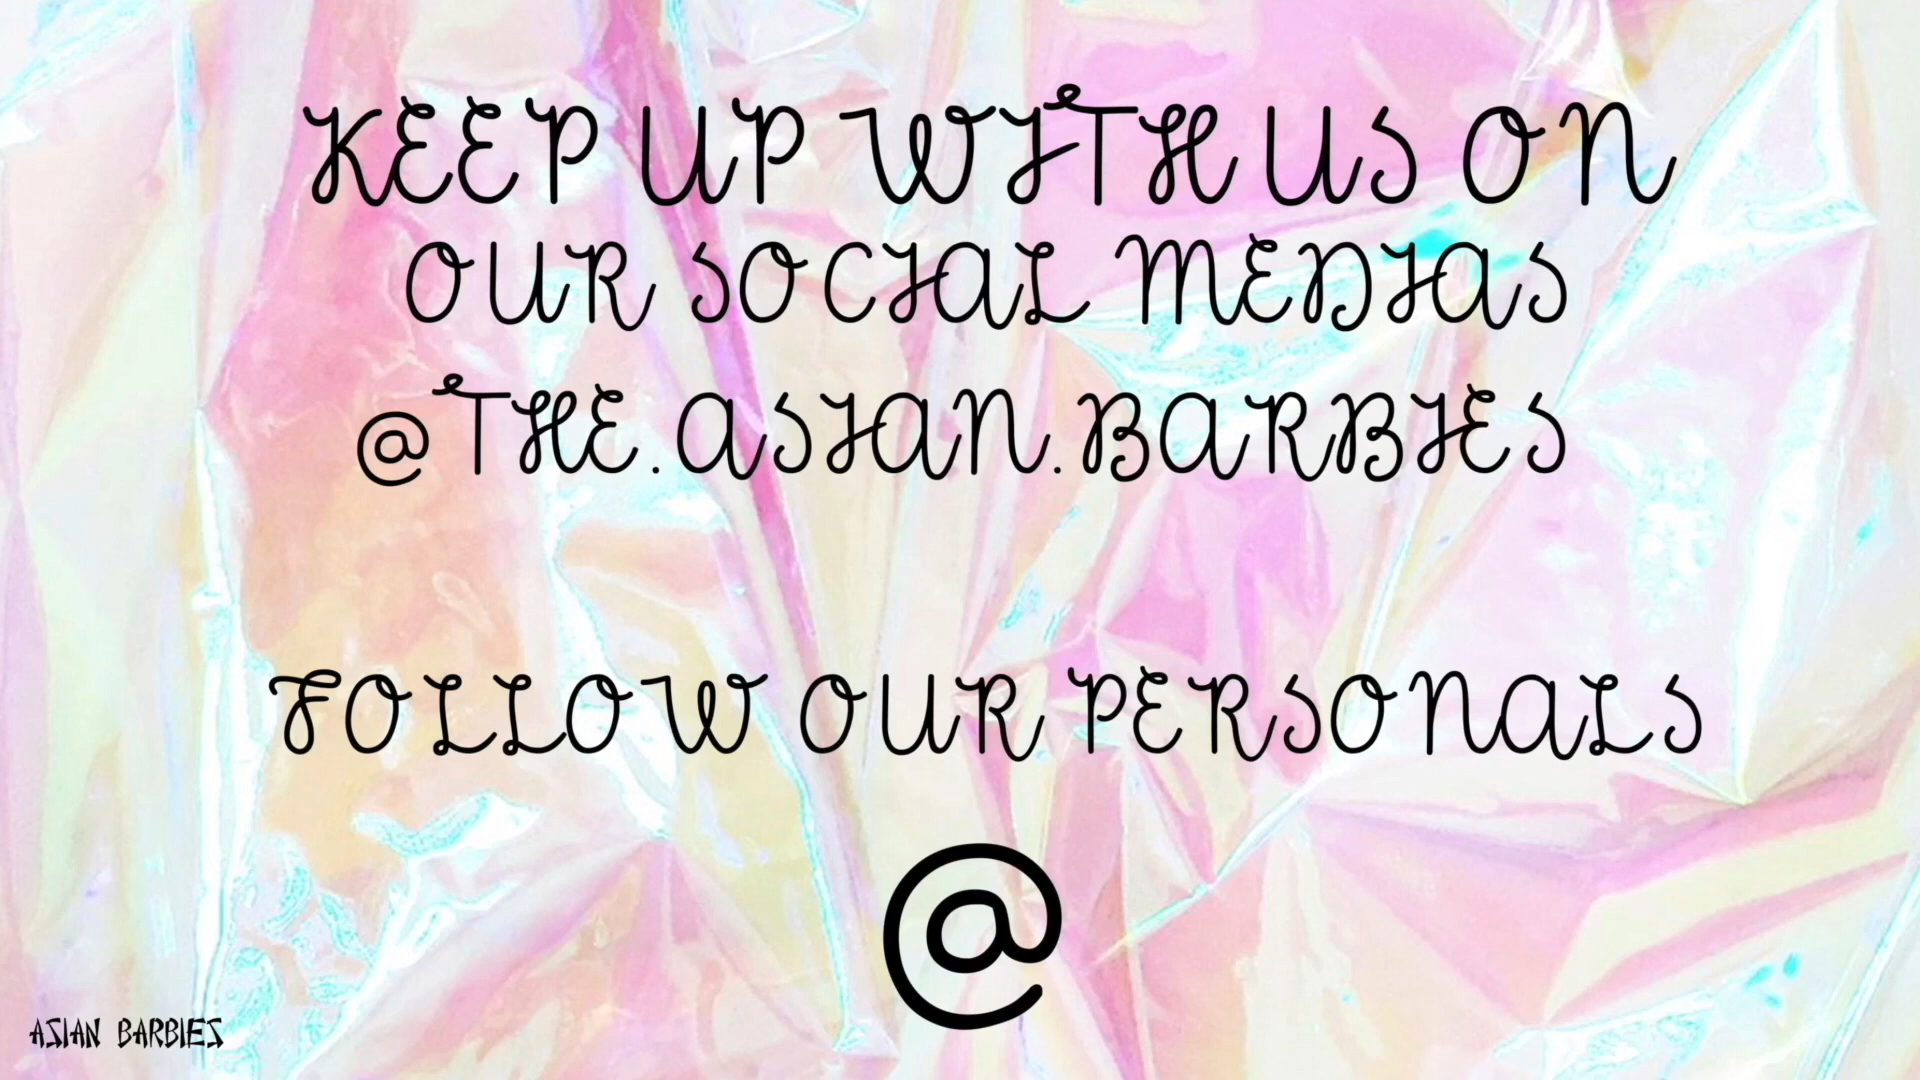 KEEP UP WITH US ON
OUR SOCIAL MEDIAS
@THE.ASIAN.BARBIES
FOLLOW OUR PERSONALS
@
ASIAN BARBIES